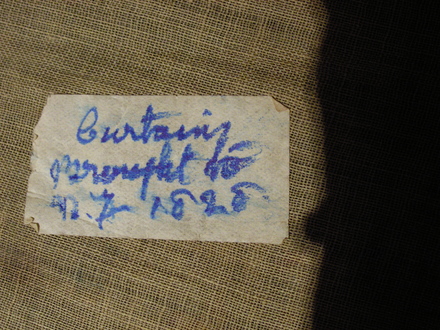 Curtains
Brought to
N.Z 1828